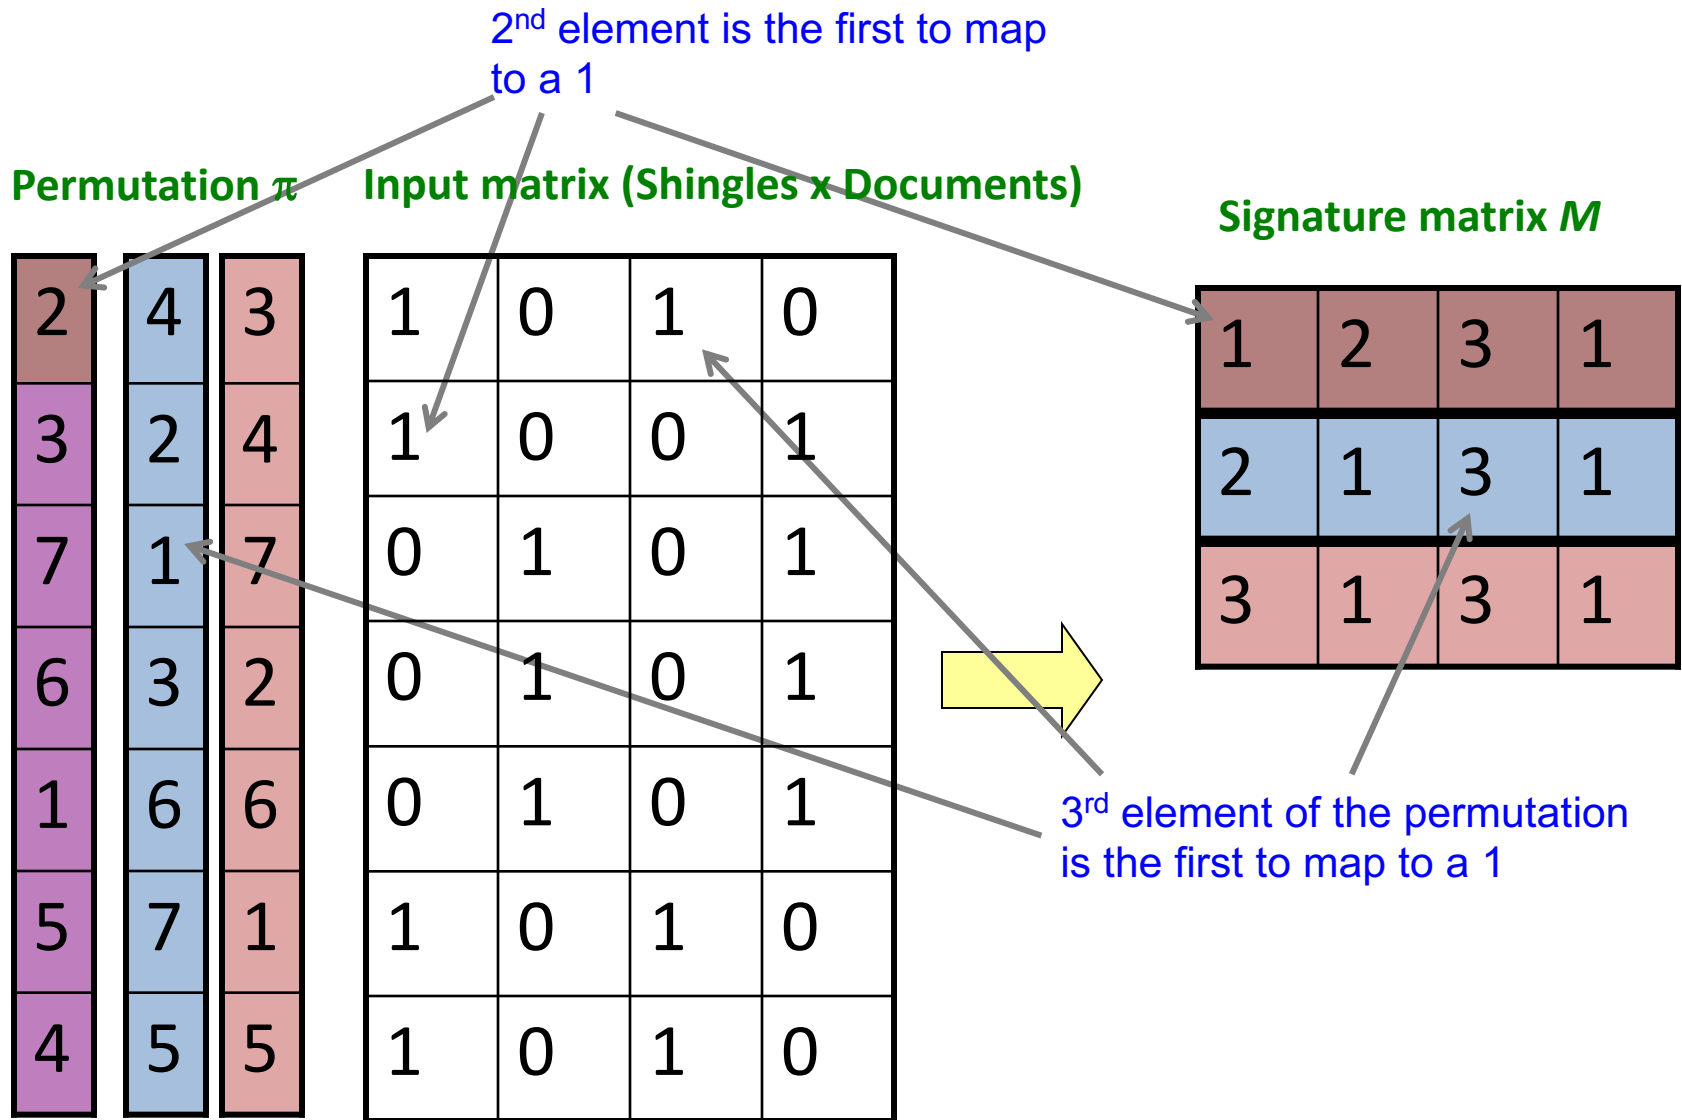 2nd element is the first to map
to a 1
Permutation π
Input matrix (Shingles x Documents)
Signature matrix M
2 4 3 1 0 1 0
3 2 4 1 0 0 1
7 1 7 0 1 0 1
6 3 2 0 1 0 1
1 6 6 0 1 0 1
5 7 1 1 0 1 0
4 5 5 1 0 1 0
1 2 3 1
2 1 3 1
3 1 3 1
3rd element of the permutation
is the first to map to a 1